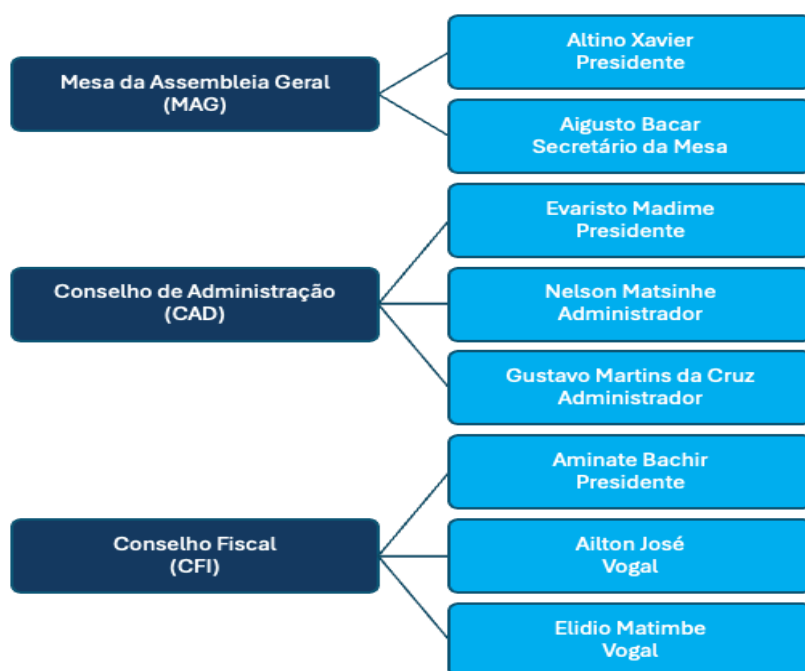 Mesa da Assembleia Geral
(MAG)
Altino Xavier
Presidente
Aigusto Bacar
Secretário da Mesa
Conselho de Administração
(CAD)
Evaristo Madime
Presidente
Nelson Matsinhe
Administrador
Gustavo Martins da Cruz
Administrador
Conselho Fiscal
(CFI)
Aminate Bachir
Presidente
Ailton José
Vogal
Elidio Matimbe
Vogal